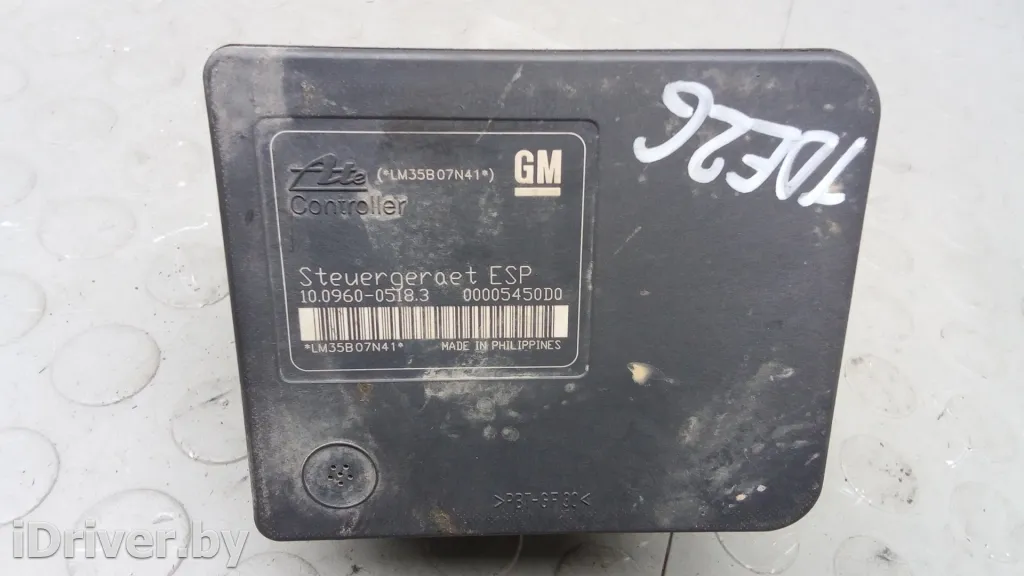 Ate (*LM35B07N41*) GM
Controller
Steuergeraet ESP
10.0960-0518.3 00005450D0
*LM35B07N41* MADE IN PHILIPPINES
>PBT-GF30<
iDriver.by